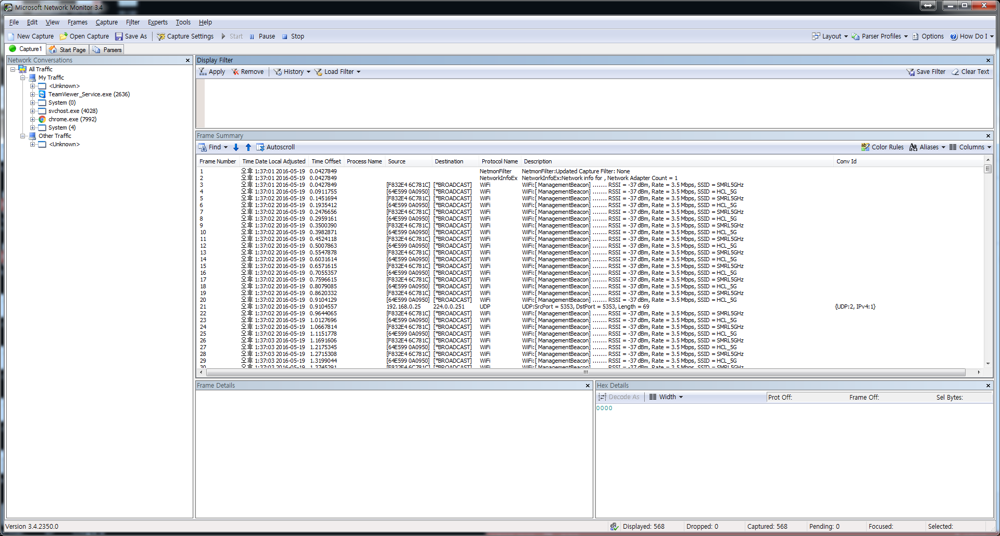 Microsoft Network Monitor 3.4
File Edit View Frames Capture Filter Experts Tools Help
New Capture Open Capture Save As Capture Settings Start Pause Stop Layout Parser Profiles Options How Do I
Capture1 Start Page Parsers
Network Conversations
All Traffic
My Traffic
<Unknown>
TeamViewer_Service.exe (2636)
System (0)
svchost.exe (4028)
chrome.exe (7992)
System (4)
Other Traffic
<Unknown>
Display Filter
Apply Remove History Load Filter Save Filter Clear Text
Frame Summary
Find Autoscroll Color Rules Aliases Columns
Frame Number Time Date Local Adjusted Time Offset Process Name Source Destination Protocol Name Description Conv Id
1 오후 1:37:01 2016-05-19 0.0427849 NetmonFilter NetmonFilter:Updated Capture Filter: None
2 오후 1:37:01 2016-05-19 0.0427849 NetworkInfoEx NetworkInfoEx:Network info for , Network Adapter Count = 1
3 오후 1:37:01 2016-05-19 0.0427849 [F832E4 6C781C] [*BROADCAST] WiFi WiFi:[ ManagementBeacon] ....... RSSI = -37 dBm, Rate = 3.5 Mbps, SSID = SMRL5GHz
4 오후 1:37:01 2016-05-19 0.0911755 [64E599 0A0950] [*BROADCAST] WiFi WiFi:[ ManagementBeacon] ....... RSSI = -37 dBm, Rate = 3.5 Mbps, SSID = HCL_5G
5 오후 1:37:02 2016-05-19 0.1451694 [F832E4 6C781C] [*BROADCAST] WiFi WiFi:[ ManagementBeacon] ....... RSSI = -37 dBm, Rate = 3.5 Mbps, SSID = SMRL5GHz
6 오후 1:37:02 2016-05-19 0.1935412 [64E599 0A0950] [*BROADCAST] WiFi WiFi:[ ManagementBeacon] ....... RSSI = -37 dBm, Rate = 3.5 Mbps, SSID = HCL_5G
7 오후 1:37:02 2016-05-19 0.2476656 [F832E4 6C781C] [*BROADCAST] WiFi WiFi:[ ManagementBeacon] ....... RSSI = -37 dBm, Rate = 3.5 Mbps, SSID = SMRL5GHz
8 오후 1:37:02 2016-05-19 0.2959161 [64E599 0A0950] [*BROADCAST] WiFi WiFi:[ ManagementBeacon] ....... RSSI = -37 dBm, Rate = 3.5 Mbps, SSID = HCL_5G
9 오후 1:37:02 2016-05-19 0.3500390 [F832E4 6C781C] [*BROADCAST] WiFi WiFi:[ ManagementBeacon] ....... RSSI = -37 dBm, Rate = 3.5 Mbps, SSID = SMRL5GHz
10 오후 1:37:02 2016-05-19 0.3982871 [64E599 0A0950] [*BROADCAST] WiFi WiFi:[ ManagementBeacon] ....... RSSI = -37 dBm, Rate = 3.5 Mbps, SSID = HCL_5G
11 오후 1:37:02 2016-05-19 0.4524118 [F832E4 6C781C] [*BROADCAST] WiFi WiFi:[ ManagementBeacon] ....... RSSI = -37 dBm, Rate = 3.5 Mbps, SSID = SMRL5GHz
12 오후 1:37:02 2016-05-19 0.5007863 [64E599 0A0950] [*BROADCAST] WiFi WiFi:[ ManagementBeacon] ....... RSSI = -37 dBm, Rate = 3.5 Mbps, SSID = HCL_5G
13 오후 1:37:02 2016-05-19 0.5547878 [F832E4 6C781C] [*BROADCAST] WiFi WiFi:[ ManagementBeacon] ....... RSSI = -37 dBm, Rate = 3.5 Mbps, SSID = SMRL5GHz
14 오후 1:37:02 2016-05-19 0.6031614 [64E599 0A0950] [*BROADCAST] WiFi WiFi:[ ManagementBeacon] ....... RSSI = -37 dBm, Rate = 3.5 Mbps, SSID = HCL_5G
15 오후 1:37:02 2016-05-19 0.6571615 [F832E4 6C781C] [*BROADCAST] WiFi WiFi:[ ManagementBeacon] ....... RSSI = -37 dBm, Rate = 3.5 Mbps, SSID = SMRL5GHz
16 오후 1:37:02 2016-05-19 0.7055357 [64E599 0A0950] [*BROADCAST] WiFi WiFi:[ ManagementBeacon] ....... RSSI = -37 dBm, Rate = 3.5 Mbps, SSID = HCL_5G
17 오후 1:37:02 2016-05-19 0.7596615 [F832E4 6C781C] [*BROADCAST] WiFi WiFi:[ ManagementBeacon] ....... RSSI = -37 dBm, Rate = 3.5 Mbps, SSID = SMRL5GHz
18 오후 1:37:02 2016-05-19 0.8079085 [64E599 0A0950] [*BROADCAST] WiFi WiFi:[ ManagementBeacon] ....... RSSI = -37 dBm, Rate = 3.5 Mbps, SSID = HCL_5G
19 오후 1:37:02 2016-05-19 0.8620332 [F832E4 6C781C] [*BROADCAST] WiFi WiFi:[ ManagementBeacon] ....... RSSI = -37 dBm, Rate = 3.5 Mbps, SSID = SMRL5GHz
20 오후 1:37:02 2016-05-19 0.9104129 [64E599 0A0950] [*BROADCAST] WiFi WiFi:[ ManagementBeacon] ....... RSSI = -37 dBm, Rate = 3.5 Mbps, SSID = HCL_5G
21 오후 1:37:02 2016-05-19 0.9104557 192.168.0.25 224.0.0.251 UDP UDP:SrcPort = 5353, DstPort = 5353, Length = 69 {UDP:2, IPv4:1}
22 오후 1:37:02 2016-05-19 0.9644065 [F832E4 6C781C] [*BROADCAST] WiFi WiFi:[ ManagementBeacon] ....... RSSI = -37 dBm, Rate = 3.5 Mbps, SSID = SMRL5GHz
23 오후 1:37:02 2016-05-19 1.0127696 [64E599 0A0950] [*BROADCAST] WiFi WiFi:[ ManagementBeacon] ....... RSSI = -37 dBm, Rate = 3.5 Mbps, SSID = HCL_5G
24 오후 1:37:02 2016-05-19 1.0667814 [F832E4 6C781C] [*BROADCAST] WiFi WiFi:[ ManagementBeacon] ....... RSSI = -37 dBm, Rate = 3.5 Mbps, SSID = SMRL5GHz
25 오후 1:37:03 2016-05-19 1.1151778 [64E599 0A0950] [*BROADCAST] WiFi WiFi:[ ManagementBeacon] ....... RSSI = -37 dBm, Rate = 3.5 Mbps, SSID = HCL_5G
26 오후 1:37:03 2016-05-19 1.1691606 [F832E4 6C781C] [*BROADCAST] WiFi WiFi:[ ManagementBeacon] ....... RSSI = -37 dBm, Rate = 3.5 Mbps, SSID = SMRL5GHz
27 오후 1:37:03 2016-05-19 1.2175345 [64E599 0A0950] [*BROADCAST] WiFi WiFi:[ ManagementBeacon] ....... RSSI = -37 dBm, Rate = 3.5 Mbps, SSID = HCL_5G
28 오후 1:37:03 2016-05-19 1.2715308 [F832E4 6C781C] [*BROADCAST] WiFi WiFi:[ ManagementBeacon] ....... RSSI = -37 dBm, Rate = 3.5 Mbps, SSID = SMRL5GHz
29 오후 1:37:03 2016-05-19 1.3199044 [64E599 0A0950] [*BROADCAST] WiFi WiFi:[ ManagementBeacon] ....... RSSI = -37 dBm, Rate = 3.5 Mbps, SSID = HCL_5G
30 오후 1:37:03 2016-05-19 1.3745291 [F832E4 6C781C] [*BROADCAST] WiFi WiFi:[ ManagementBeacon] ....... RSSI = -37 dBm, Rate = 3.5 Mbps, SSID = SMRL5GHz
Frame Details
Hex Details
Decode As Width Prot Off: Frame Off: Sel Bytes:
0000
Version 3.4.2350.0 Displayed: 568 Dropped: 0 Captured: 568 Pending: 0 Focused: Selected: